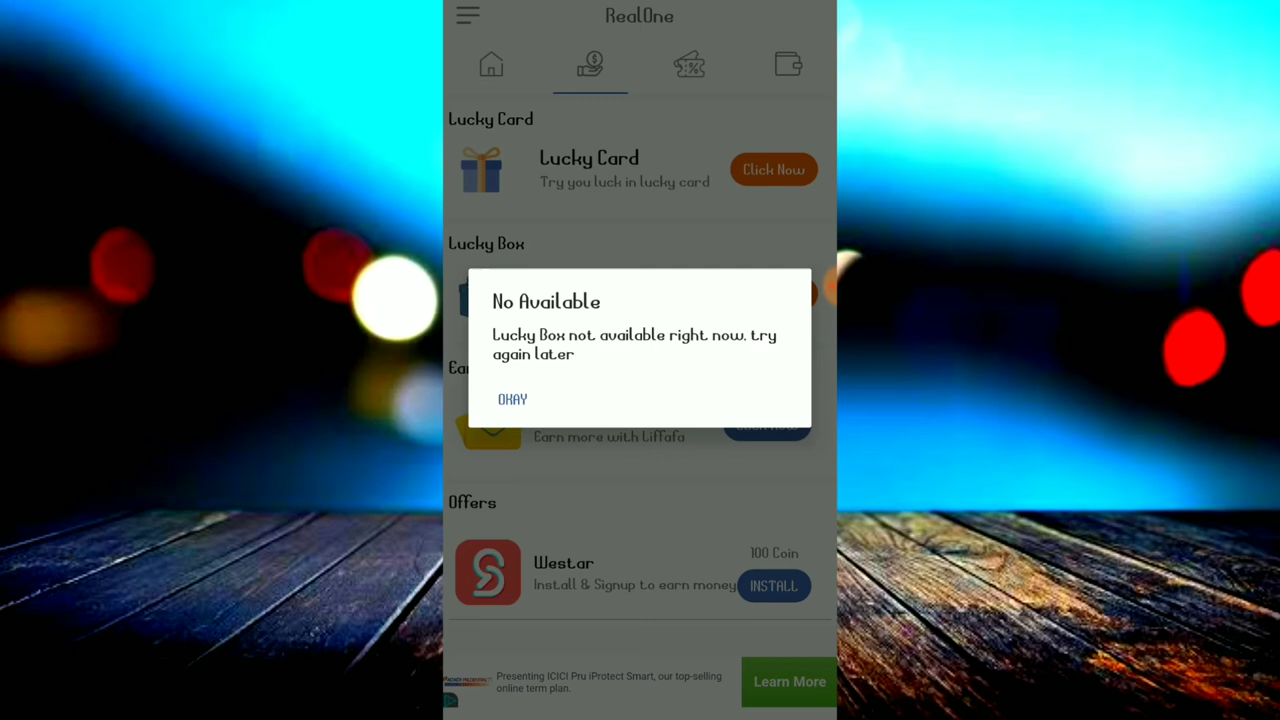 RealOne
Lucky Card
Lucky Card
Try you luck in lucky card
Click Now
Lucky Box
No Available
Lucky Box not available right now, try
again later
OKAY
Earn more with Liffafa
Offers
Westar
Install & Signup to earn money
100 Coin
INSTALL
Presenting ICICI Pru iProtect Smart, our top-selling
online term plan.
Learn More